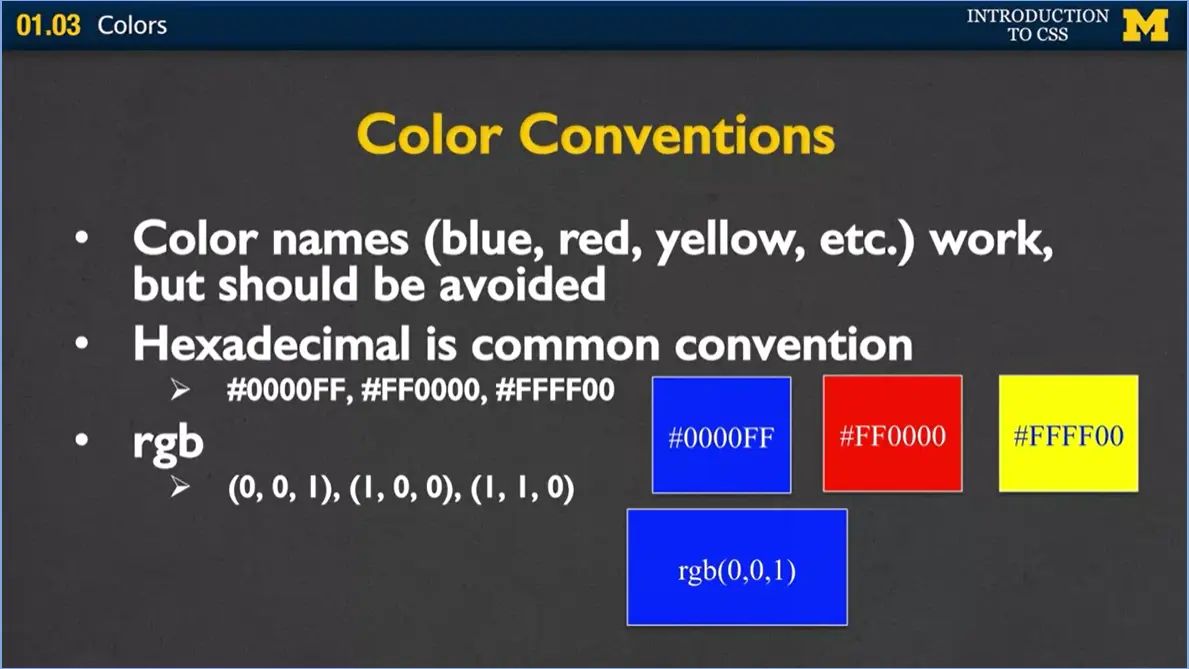 01.03 Colors
INTRODUCTION
TO CSS
M
Color Conventions
• Color names (blue, red, yellow, etc.) work,
but should be avoided
• Hexadecimal is common convention
➢ #0000FF, #FF0000, #FFFF00
• rgb
➢ (0, 0, 1), (1, 0, 0), (1, 1, 0)
#0000FF
#FF0000
#FFFF00
rgb(0,0,1)